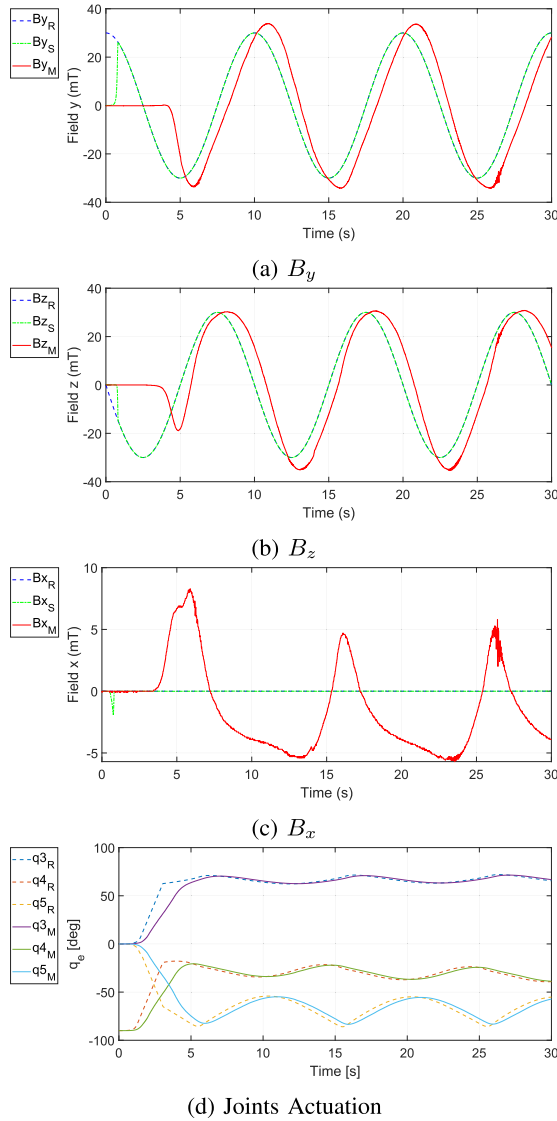 By_R
By_S
By_M
40
20
0
-20
-40
Field y (mT)
0 5 10 15 20 25 30
Time (s)
(a) B_y
Bz_R
Bz_S
Bz_M
40
20
0
-20
-40
Field z (mT)
0 5 10 15 20 25 30
Time (s)
(b) B_z
Bx_R
Bx_S
Bx_M
10
5
0
-5
Field x (mT)
0 5 10 15 20 25 30
Time (s)
(c) B_x
q3_R
q4_R
q5_R
q3_M
q4_M
q5_M
100
50
0
-50
-100
q_e [deg]
0 5 10 15 20 25 30
Time [s]
(d) Joints Actuation